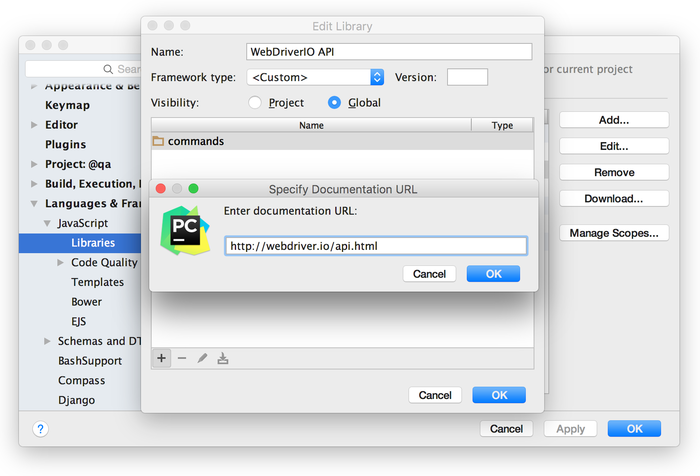 Edit Library
Name:
WebDriverIO API
Framework type:
<Custom>
Version:
Visibility:
Project
Global
Name
Type
commands
Specify Documentation URL
PC
Enter documentation URL:
http://webdriver.io/api.html
Cancel
OK
Cancel
OK
Sear
Appearance & Be
Keymap
Editor
Plugins
Project: @qa
Build, Execution,
Languages & Fran
JavaScript
Libraries
Code Quality
Templates
Bower
EJS
Schemas and DT
BashSupport
Compass
Django
or current project
Add...
Edit...
Remove
Download...
Manage Scopes...
?
Cancel
Apply
OK